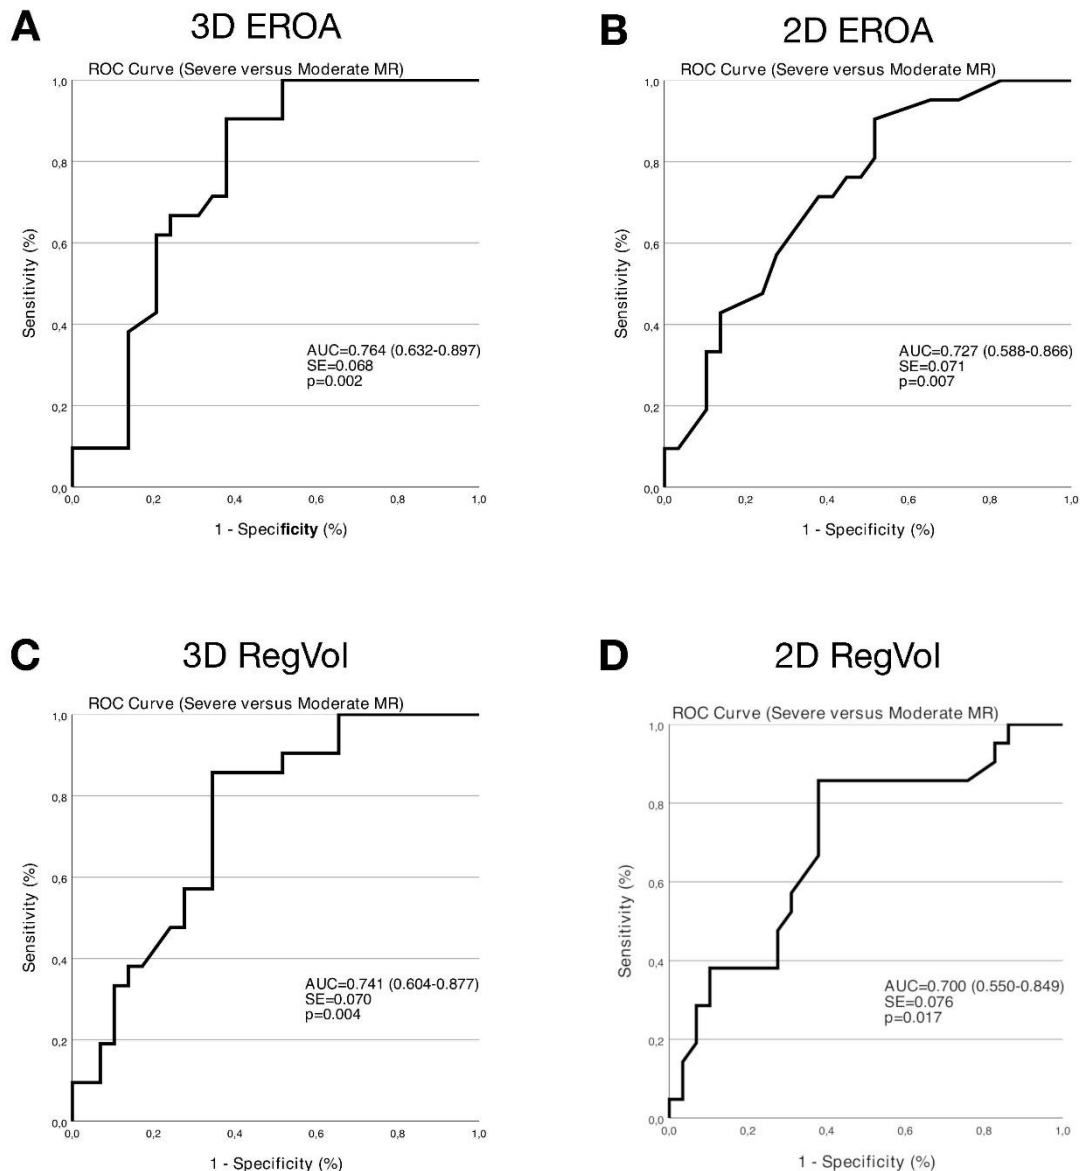 A
3D EROA
ROC Curve (Severe versus Moderate MR)
1,0
0,8
0,6
0,4
0,2
0,0
Sensitivity (%)
AUC=0.764 (0.632-0.897)
SE=0.068
p=0.002
0,0 0,2 0,4 0,6 0,8 1,0
1 - Specificity (%)
B
2D EROA
ROC Curve (Severe versus Moderate MR)
1,0
0,8
0,6
0,4
0,2
0,0
Sensitivity (%)
AUC=0.727 (0.588-0.866)
SE=0.071
p=0.007
0,0 0,2 0,4 0,6 0,8 1,0
1 - Specificity (%)
C
3D RegVol
ROC Curve (Severe versus Moderate MR)
1,0
0,8
0,6
0,4
0,2
0,0
Sensitivity (%)
AUC=0.741 (0.604-0.877)
SE=0.070
p=0.004
0,0 0,2 0,4 0,6 0,8 1,0
1 - Specificity (%)
D
2D RegVol
ROC Curve (Severe versus Moderate MR)
1,0
0,8
0,6
0,4
0,2
0,0
Sensitivity (%)
AUC=0.700 (0.550-0.849)
SE=0.076
p=0.017
0,0 0,2 0,4 0,6 0,8 1,0
1 - Specificity (%)